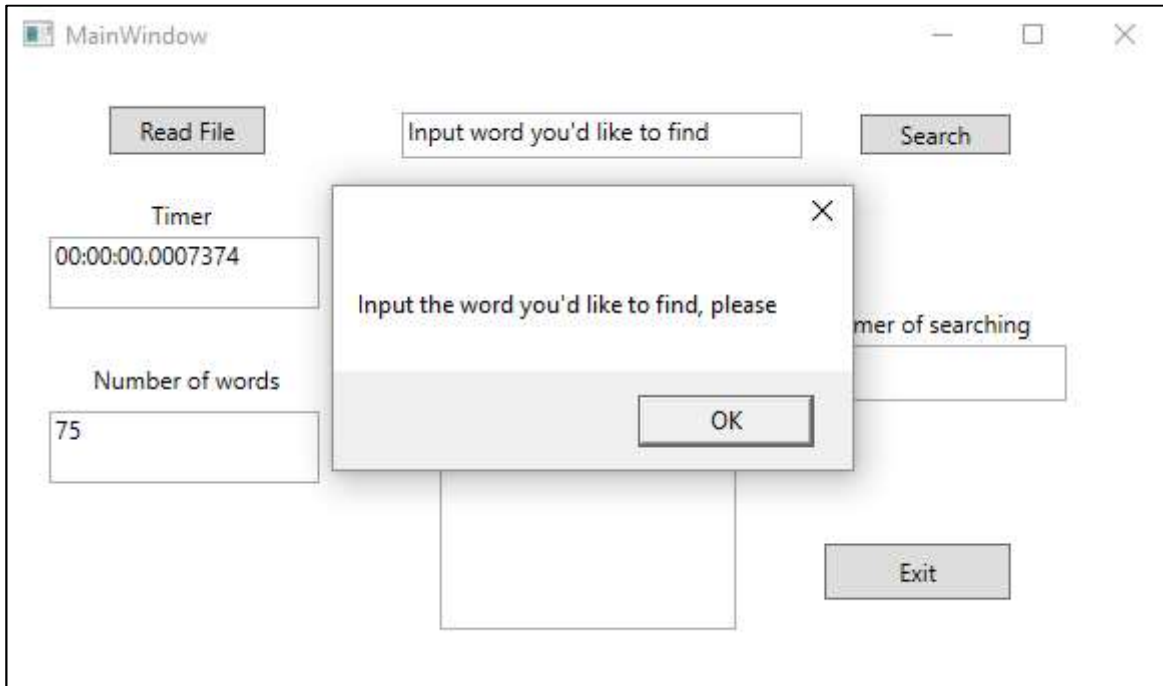 MainWindow
Read File
Input word you'd like to find
Search
Timer
00:00:00.0007374
Input the word you'd like to find, please
mer of searching
Number of words
75
OK
Exit